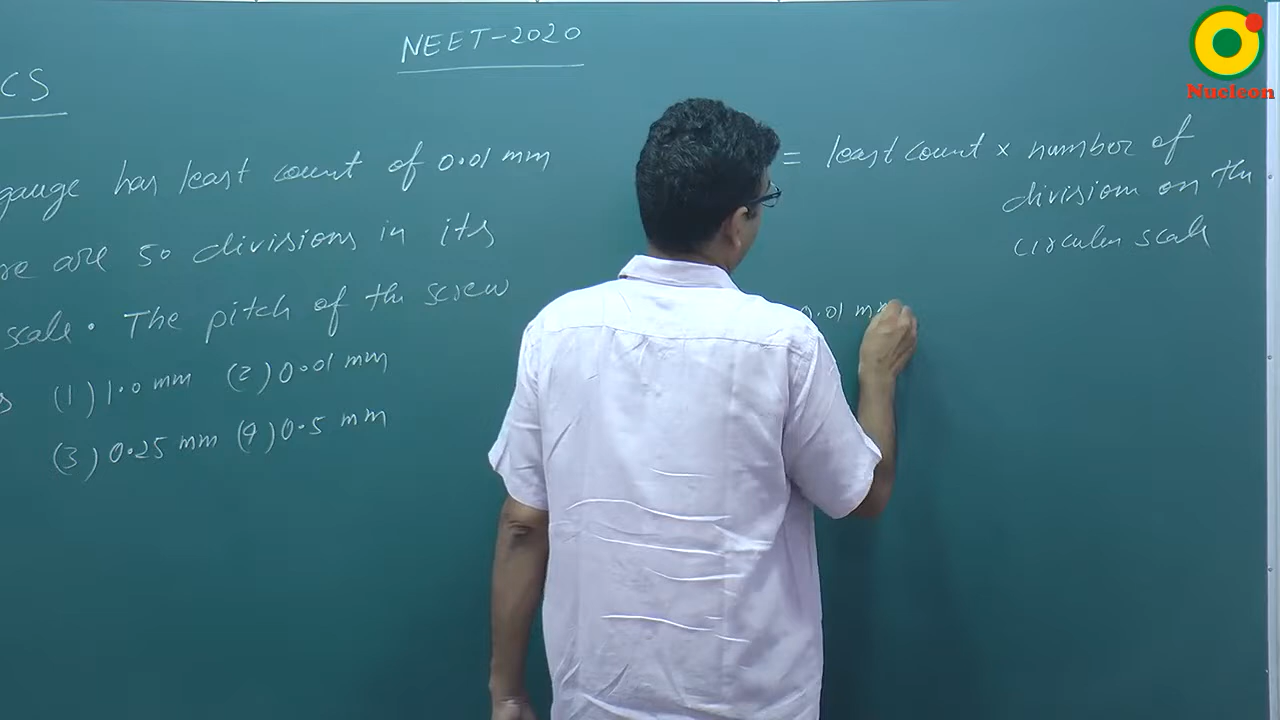 NEET-2020
CS
gauge has least count of 0.01 mm
re are 50 divisions in its
scale. The pitch of the screw
s (1) 1.0 mm (2) 0.01 mm
(3) 0.25 mm (4) 0.5 mm
= least count × number of
divisions on the
circular scale
0.01 mm
Nucleon